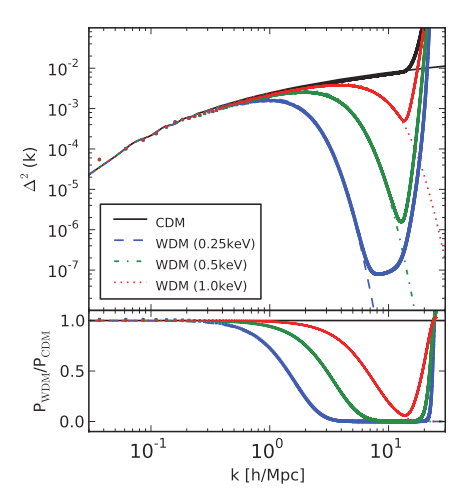 Δ² (k)
10⁻²
10⁻³
10⁻⁴
10⁻⁵
10⁻⁶
10⁻⁷
CDM
WDM (0.25keV)
WDM (0.5keV)
WDM (1.0keV)
P_WDM/P_CDM
1.0
0.5
0.0
10⁻¹ 10⁰ 10¹
k [h/Mpc]